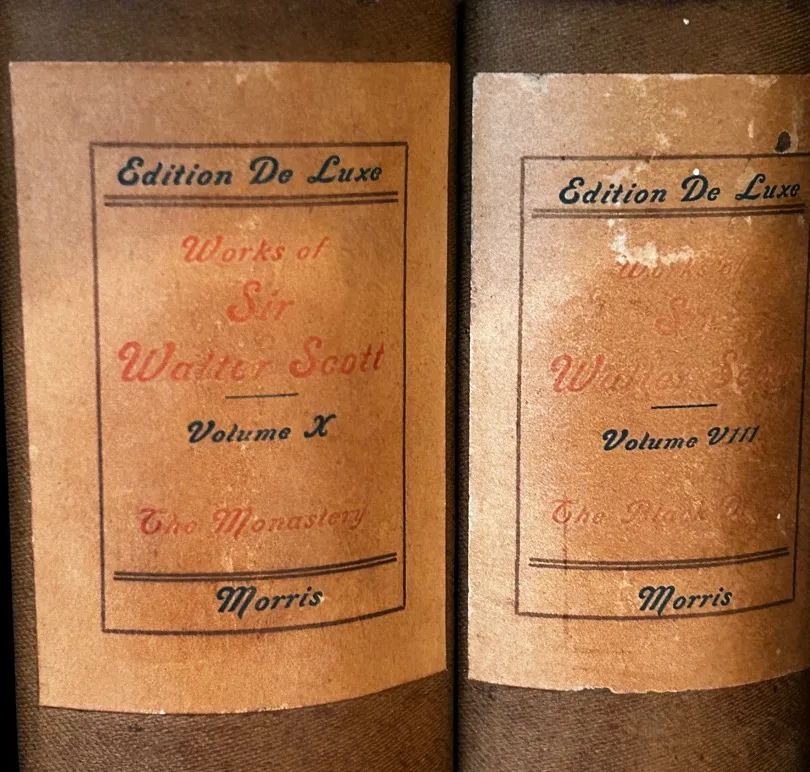 Edition De Luxe
Works of
Sir
Walter Scott
Volume X
The Monastery
Morris
Edition De Luxe
Works of
Sir
Walter Scott
Volume VIII
The Black
Morris